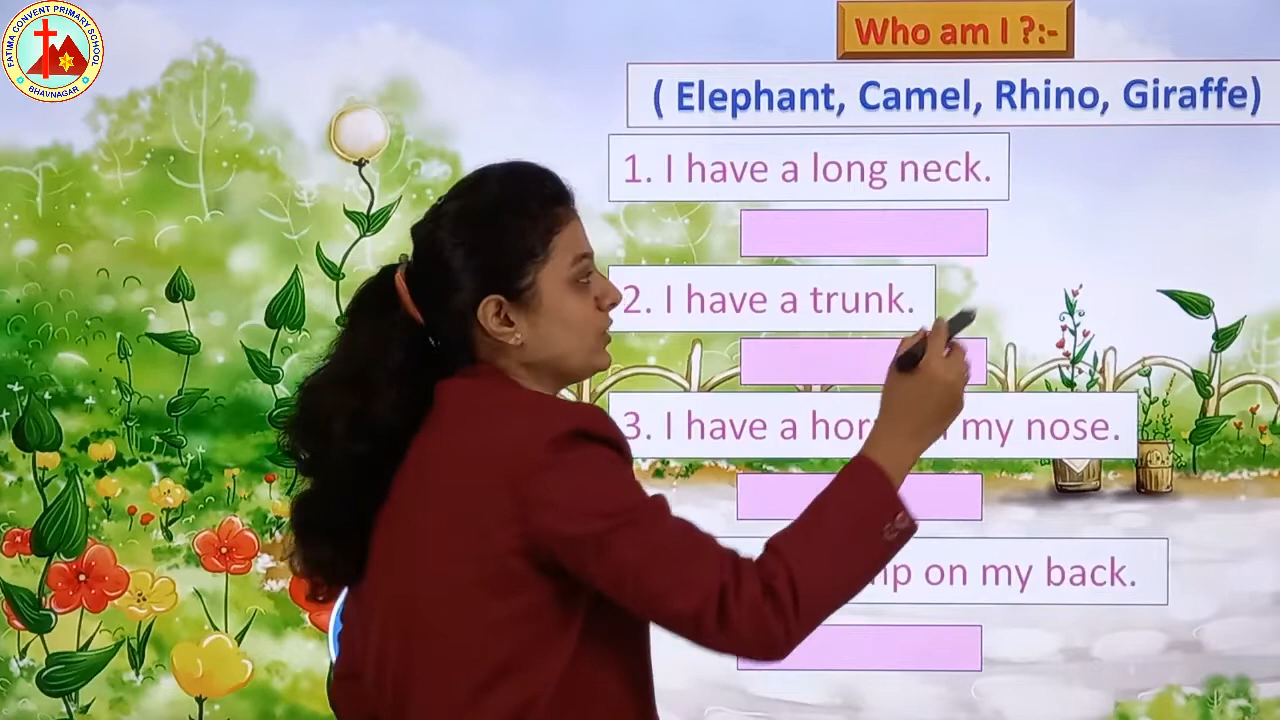 FATIMA CONVENT PRIMARY SCHOOL
BHAVNAGAR
Who am I ?:-
( Elephant, Camel, Rhino, Giraffe)
1. I have a long neck.
2. I have a trunk.
3. I have a my nose.
on my back.